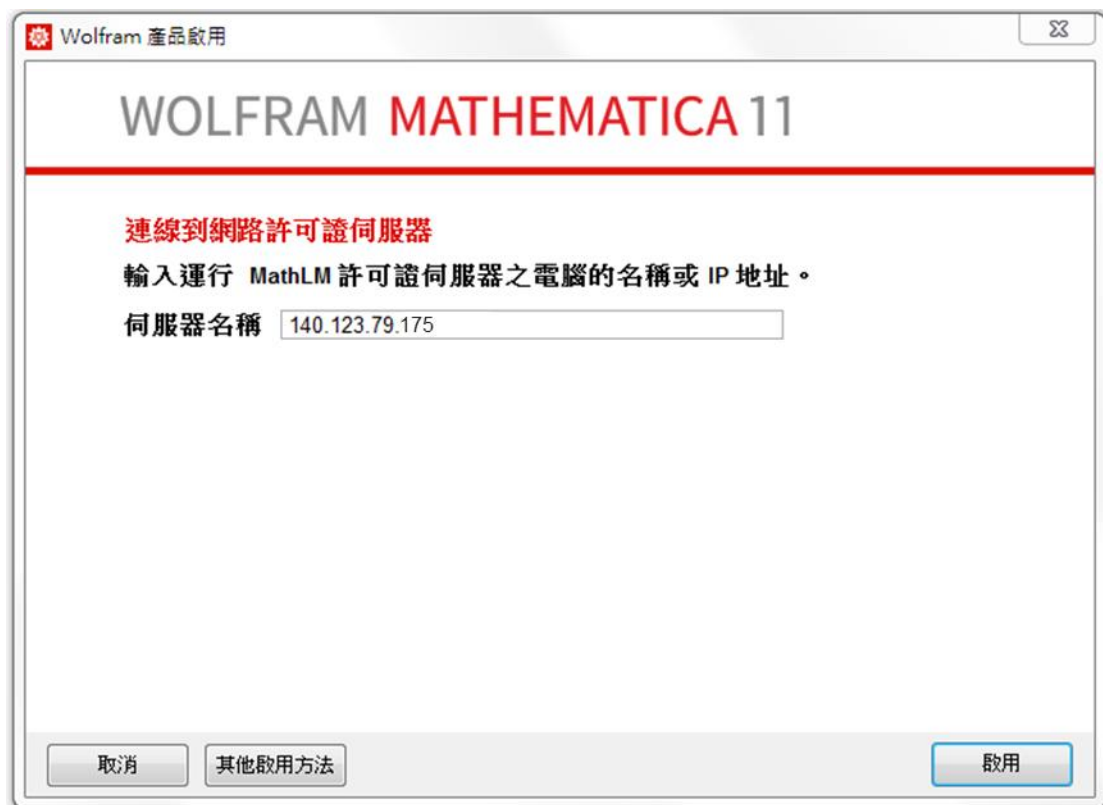 Wolfram 產品啟用
WOLFRAM MATHEMATICA 11
連線到網路許可證伺服器
輸入運行 MathLM 許可證伺服器之電腦的名稱或 IP 地址。
伺服器名稱 140.123.79.175
取消 其他啟用方法 啟用